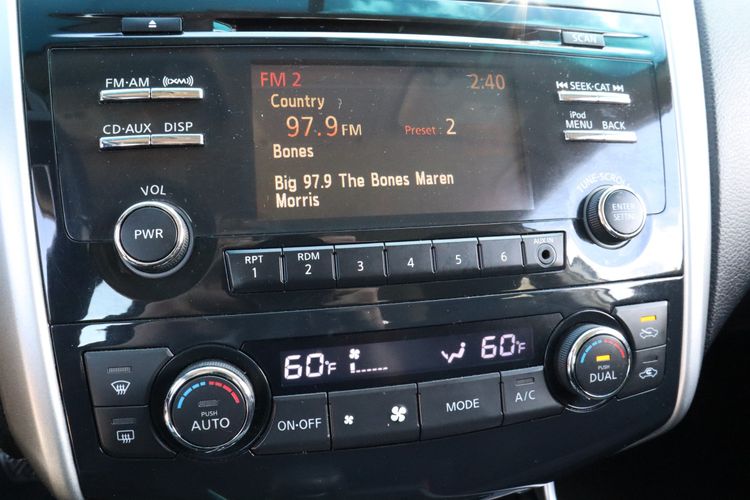 SCAN
FM·AM XM
CD·AUX DISP
FM 2 2:40
Country
97.9 FM Preset: 2
Bones
Big 97.9 The Bones Maren
Morris
SEEK·CAT
iPod
MENU BACK
TUNE·SCROLL
ENTER
SETTING
VOL
PWR
RPT
1
RDM
2
3
4
5
6
AUX IN
60°F 60°F
PUSH
AUTO
ON·OFF
MODE
A/C
PUSH
DUAL